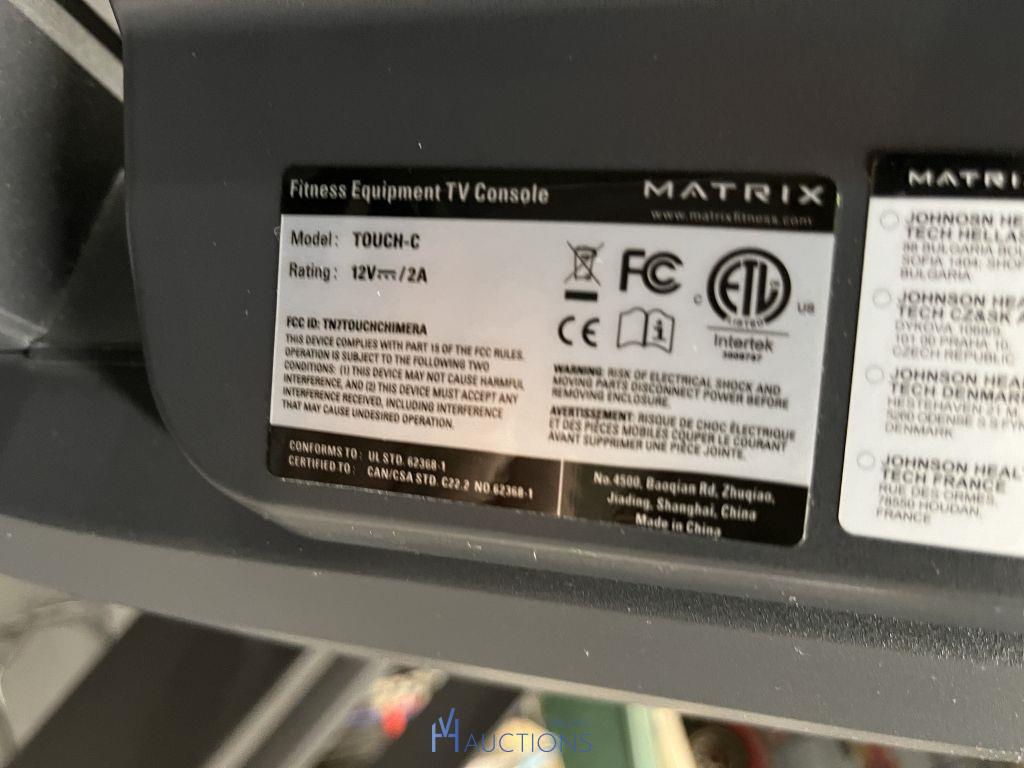 Fitness Equipment TV Console
MATRIX
www.matrixfitness.com
Model: TOUCH-C
Rating: 12V⎓/2A
FCC ID: TN7TOUCHCHIMERA
THIS DEVICE COMPLIES WITH PART 15 OF THE FCC RULES.
OPERATION IS SUBJECT TO THE FOLLOWING TWO
CONDITIONS: (1) THIS DEVICE MAY NOT CAUSE HARMFUL
INTERFERENCE, AND (2) THIS DEVICE MUST ACCEPT ANY
INTERFERENCE RECEIVED, INCLUDING INTERFERENCE
THAT MAY CAUSE UNDESIRED OPERATION.
FC
CE
i
C ETL US
LISTED
Intertek
WARNING: RISK OF ELECTRICAL SHOCK AND
MOVING PARTS DISCONNECT POWER BEFORE
REMOVING ENCLOSURE.
AVERTISSEMENT: RISQUE DE CHOC ÉLECTRIQUE
ET DES PIÈCES MOBILES COUPER LE COURANT
AVANT SUPPRIMER UNE PIÈCE JOINTE.
CONFORMS TO: UL STD. 62368-1
CERTIFIED TO: CAN/CSA STD. C22.2 NO.62368-1
No.4500, Baoqian Rd, Zhuqiao,
Jiading, Shanghai, China
Made in China
MATRI
JOHNOSN HE
TECH HELLAS
BULGARIA
JOHNSON HEA
TECH CZ&SK
101 00 PRAHA 10,
CZECH REPUBLIC
JOHNSON HEA
TECH DENMAR
DENMARK
JOHNSON HEAL
TECH FRANCE
RUE DES ORMES,
78550 HOUDAN,
FRANCE
HVA AUCTIONS